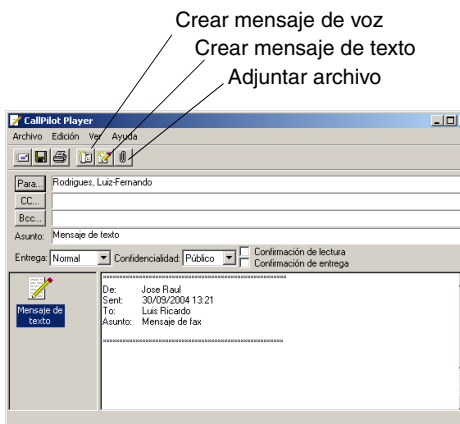 Crear mensaje de voz
Crear mensaje de texto
Adjuntar archivo
CallPilot Player
Archivo Edición Ver Ayuda
Para... Rodrigues, Luiz-Fernando
CC...
Bcc...
Asunto: Mensaje de texto
Entrega: Normal Confidencialidad: Público Confirmación de lectura
Confirmación de entrega
Mensaje de texto
De: Jose Raul
Sent: 30/09/2004 13:21
To: Luis Ricardo
Asunto: Mensaje de fax